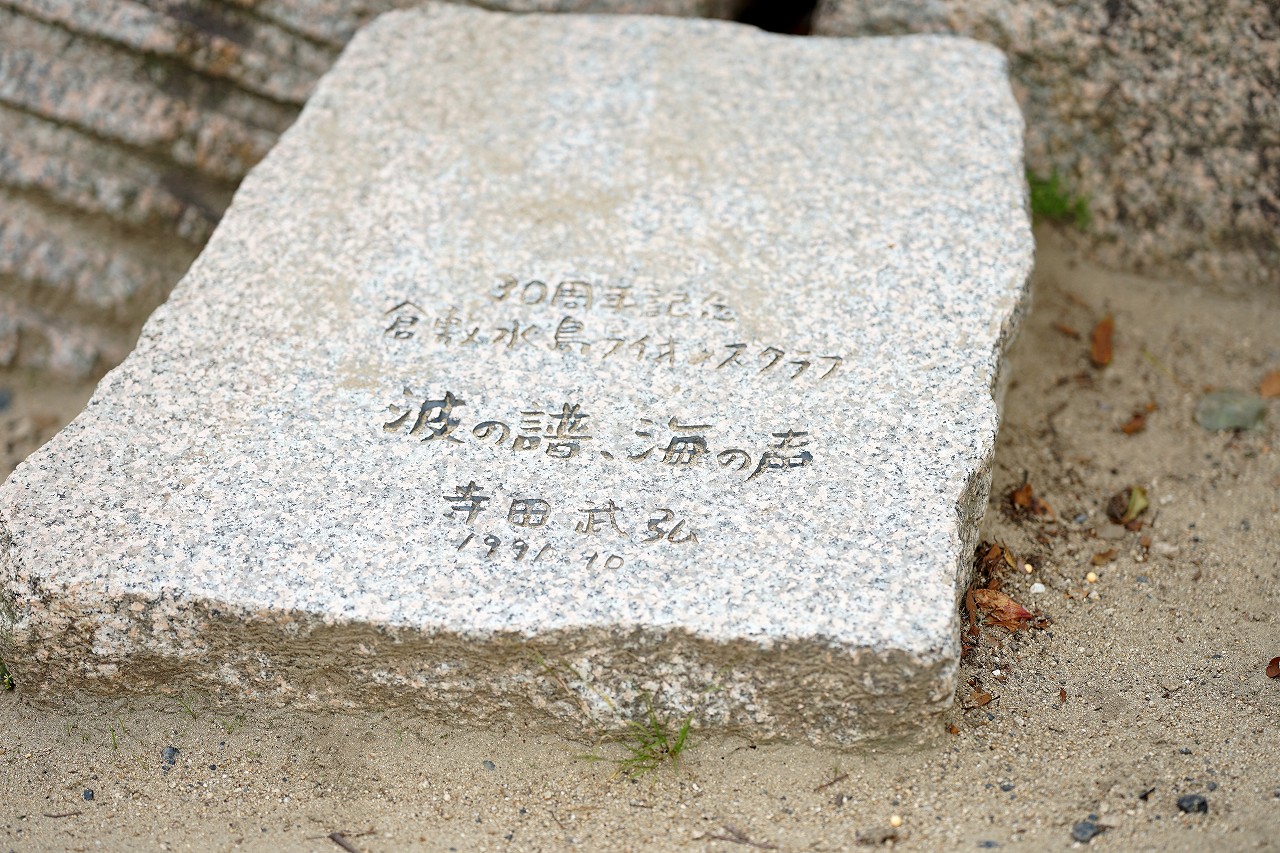 30周年記念
倉敷水島ライオンズクラブ
波の譜、海の声
寺田武弘
1991.10